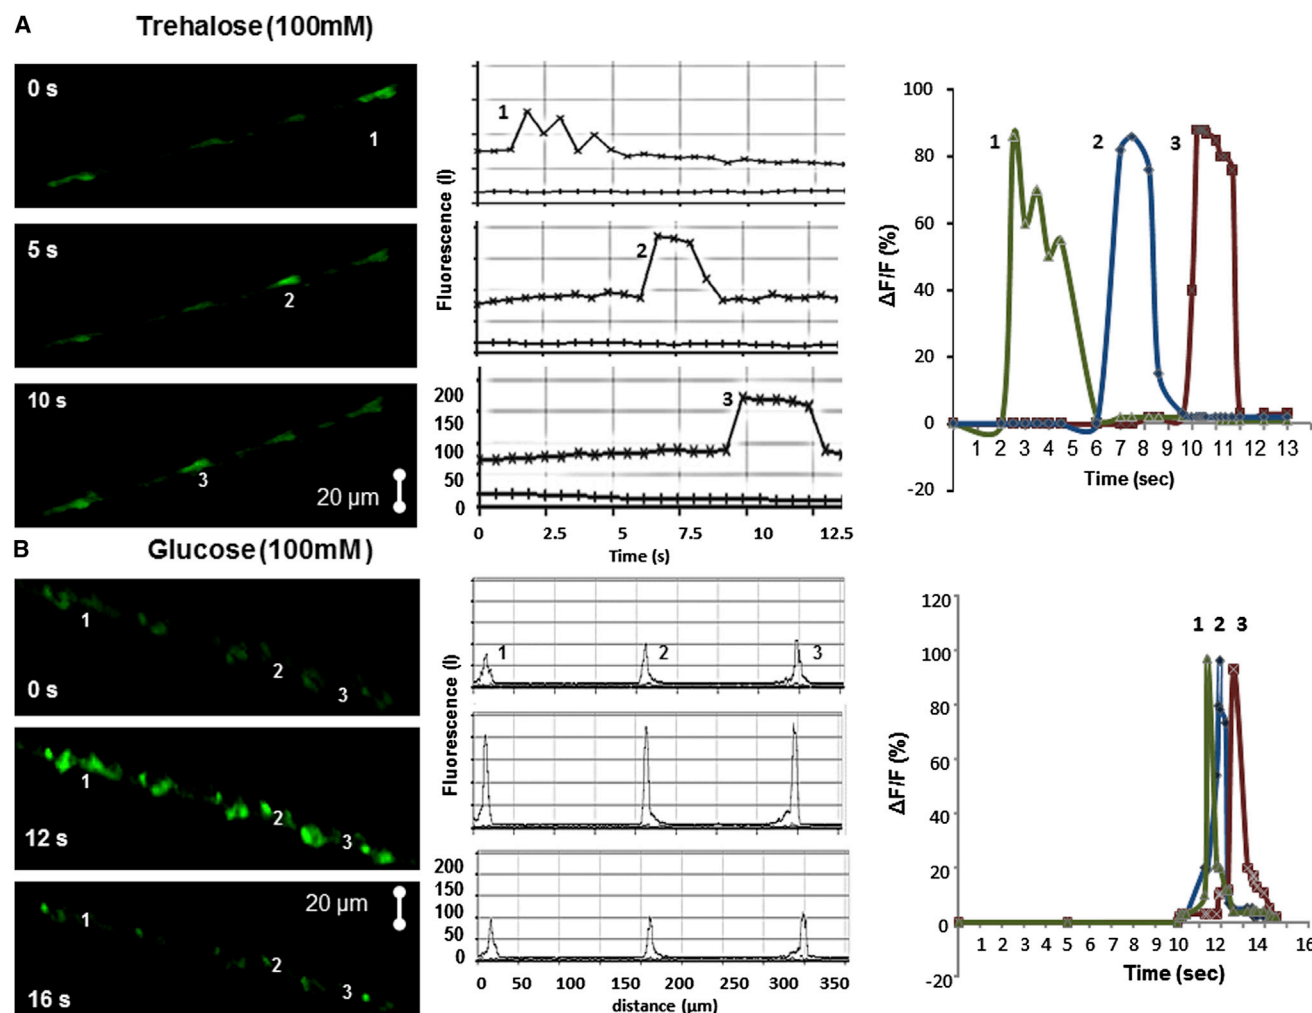 A
Trehalose (100mM)
0 s
1
5 s
2
10 s
3
20 µm
Fluorescence (I)
1
2
3
200
150
100
50
0
0 2.5 5 7.5 10 12.5
Time (s)
ΔF/F (%)
100
80
60
40
20
0
-20
1 2 3
1 2 3 4 5 6 7 8 9 10 11 12 13
Time (sec)
B
Glucose (100mM)
1
2
3
0 s
1
2
3
12 s
20 µm
1
2
3
16 s
Fluorescence (I)
1 2 3
200
150
100
50
0
0 50 100 150 200 250 300 350
distance (µm)
ΔF/F (%)
120
100
80
60
40
20
0
-20
1 2 3
1 2 3 4 5 6 7 8 9 10 12 14 16
Time (sec)